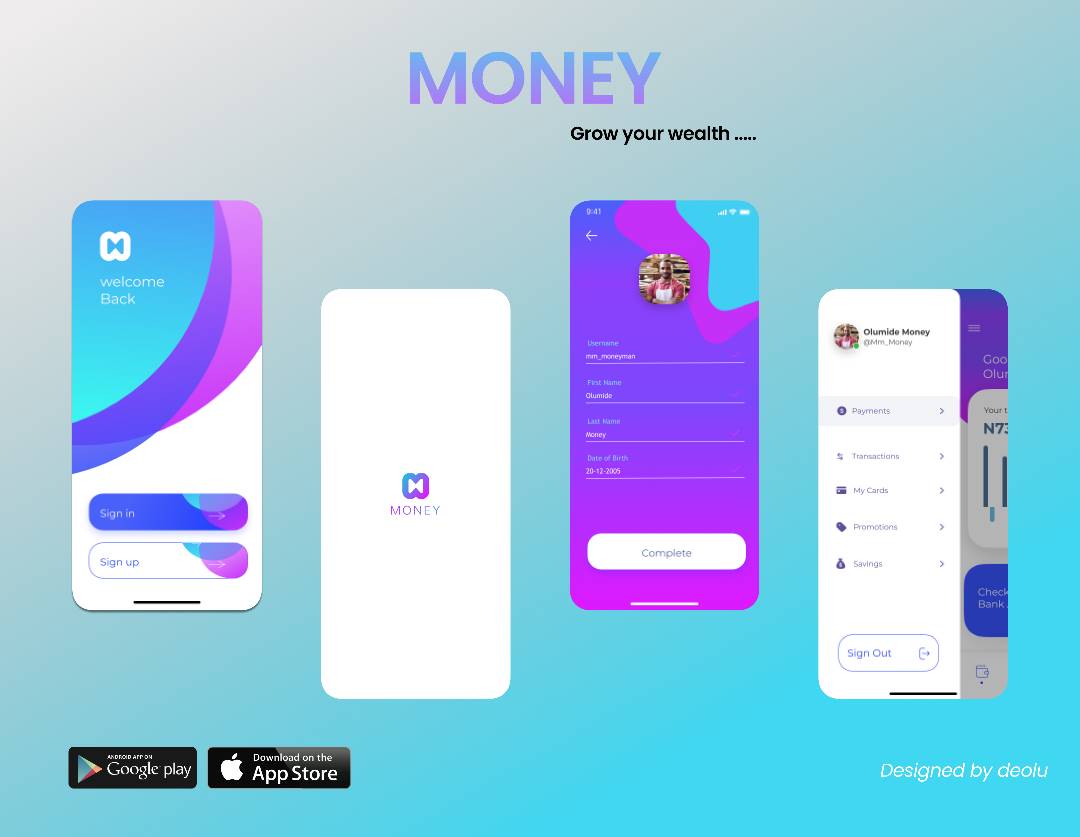 MONEY
Grow your wealth .....
welcome
Back
Sign in
Sign up
MONEY
9:41
Username
mm_moneyman
First Name
Olumide
Last Name
Money
Date of Birth
20-12-2005
Complete
Olumide Money
@Mm_Money
Payments
Transactions
My Cards
Promotions
Savings
Sign Out
Goo
Olur
Your t
N73
Check
Bank
ANDROID APP ON
Google play
Download on the
App Store
Designed by deolu